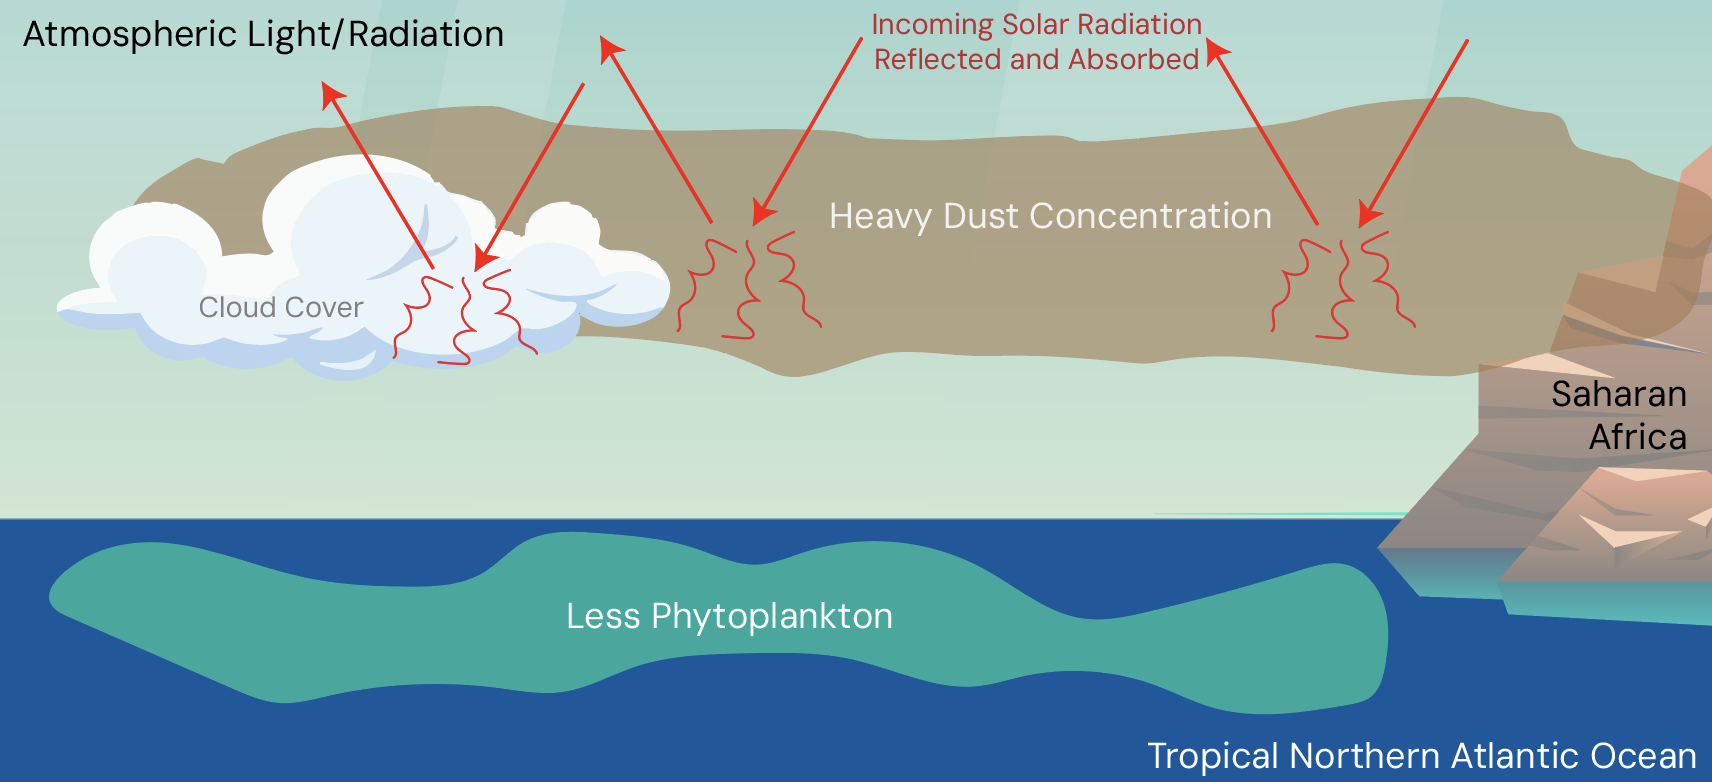 Atmospheric Light/Radiation
Incoming Solar Radiation
Reflected and Absorbed
Heavy Dust Concentration
Cloud Cover
Saharan
Africa
Less Phytoplankton
Tropical Northern Atlantic Ocean